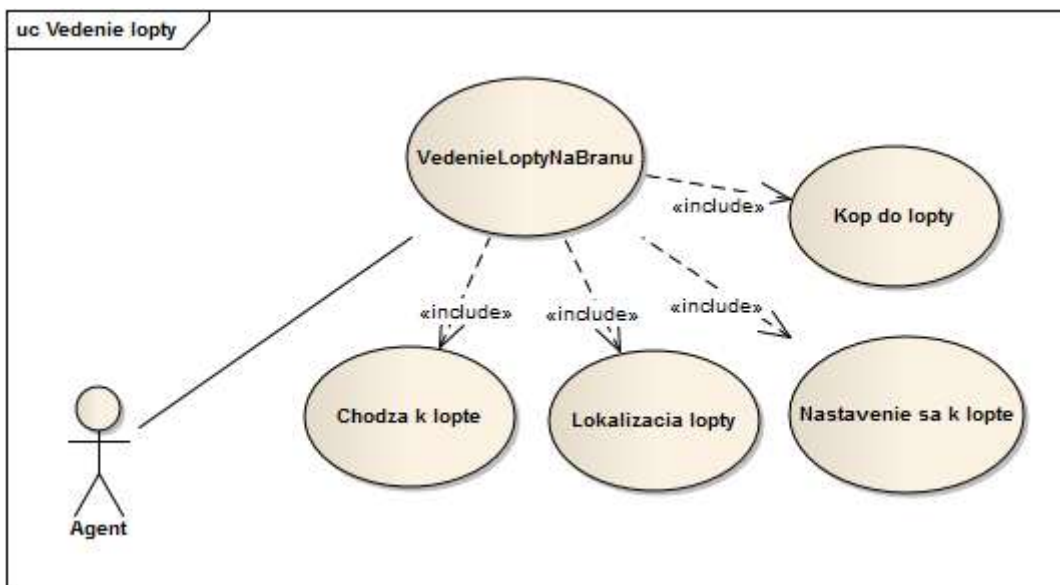 uc Vedenie lopty
VedenieLoptyNaBranu
«include»
Kop do lopty
«include»
«include»
«include»
Chodza k lopte
Lokalizacia lopty
Nastavenie sa k lopte
Agent